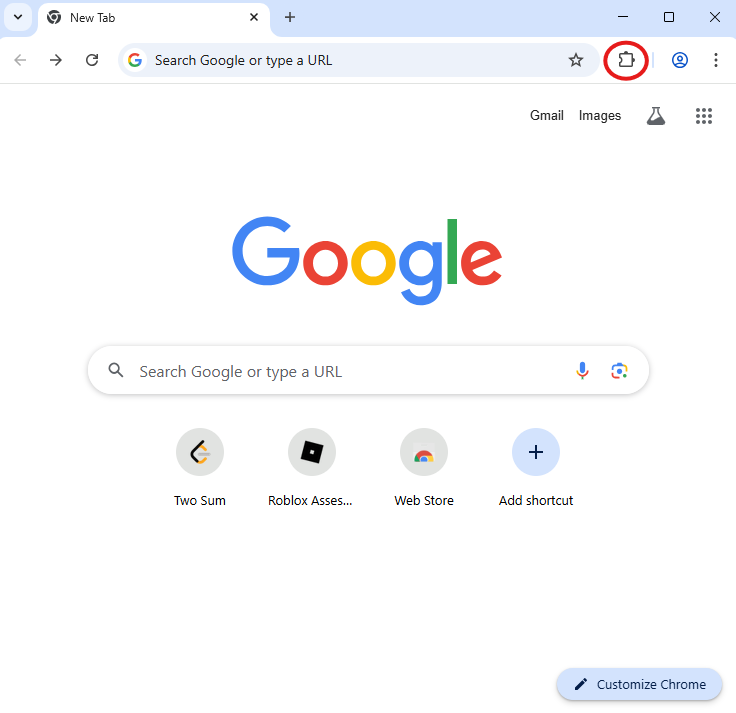 New Tab
Search Google or type a URL
Gmail Images
Google
Search Google or type a URL
Two Sum Roblox Asses... Web Store Add shortcut
Customize Chrome